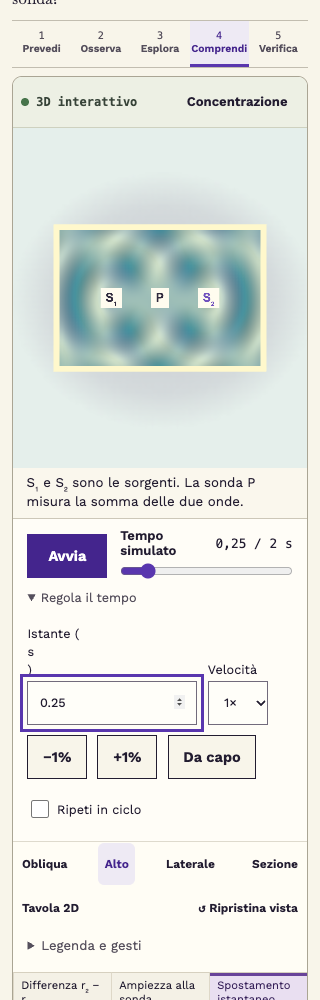 sonda?
1
Prevedi
2
Osserva
3
Esplora
4
Comprendi
5
Verifica
3D interattivo
Concentrazione
S₁
P
S₂
S₁ e S₂ sono le sorgenti. La sonda P
misura la somma delle due onde.
Avvia
Tempo
simulato
0,25 / 2 s
▼ Regola il tempo
Istante (
s
)
Velocità
0.25
1×
−1%
+1%
Da capo
Ripeti in ciclo
Obliqua
Alto
Laterale
Sezione
Tavola 2D
↺ Ripristina vista
▶ Legenda e gesti
Differenza r₂ −
r
Ampiezza alla
sonda
Spostamento
istantaneo